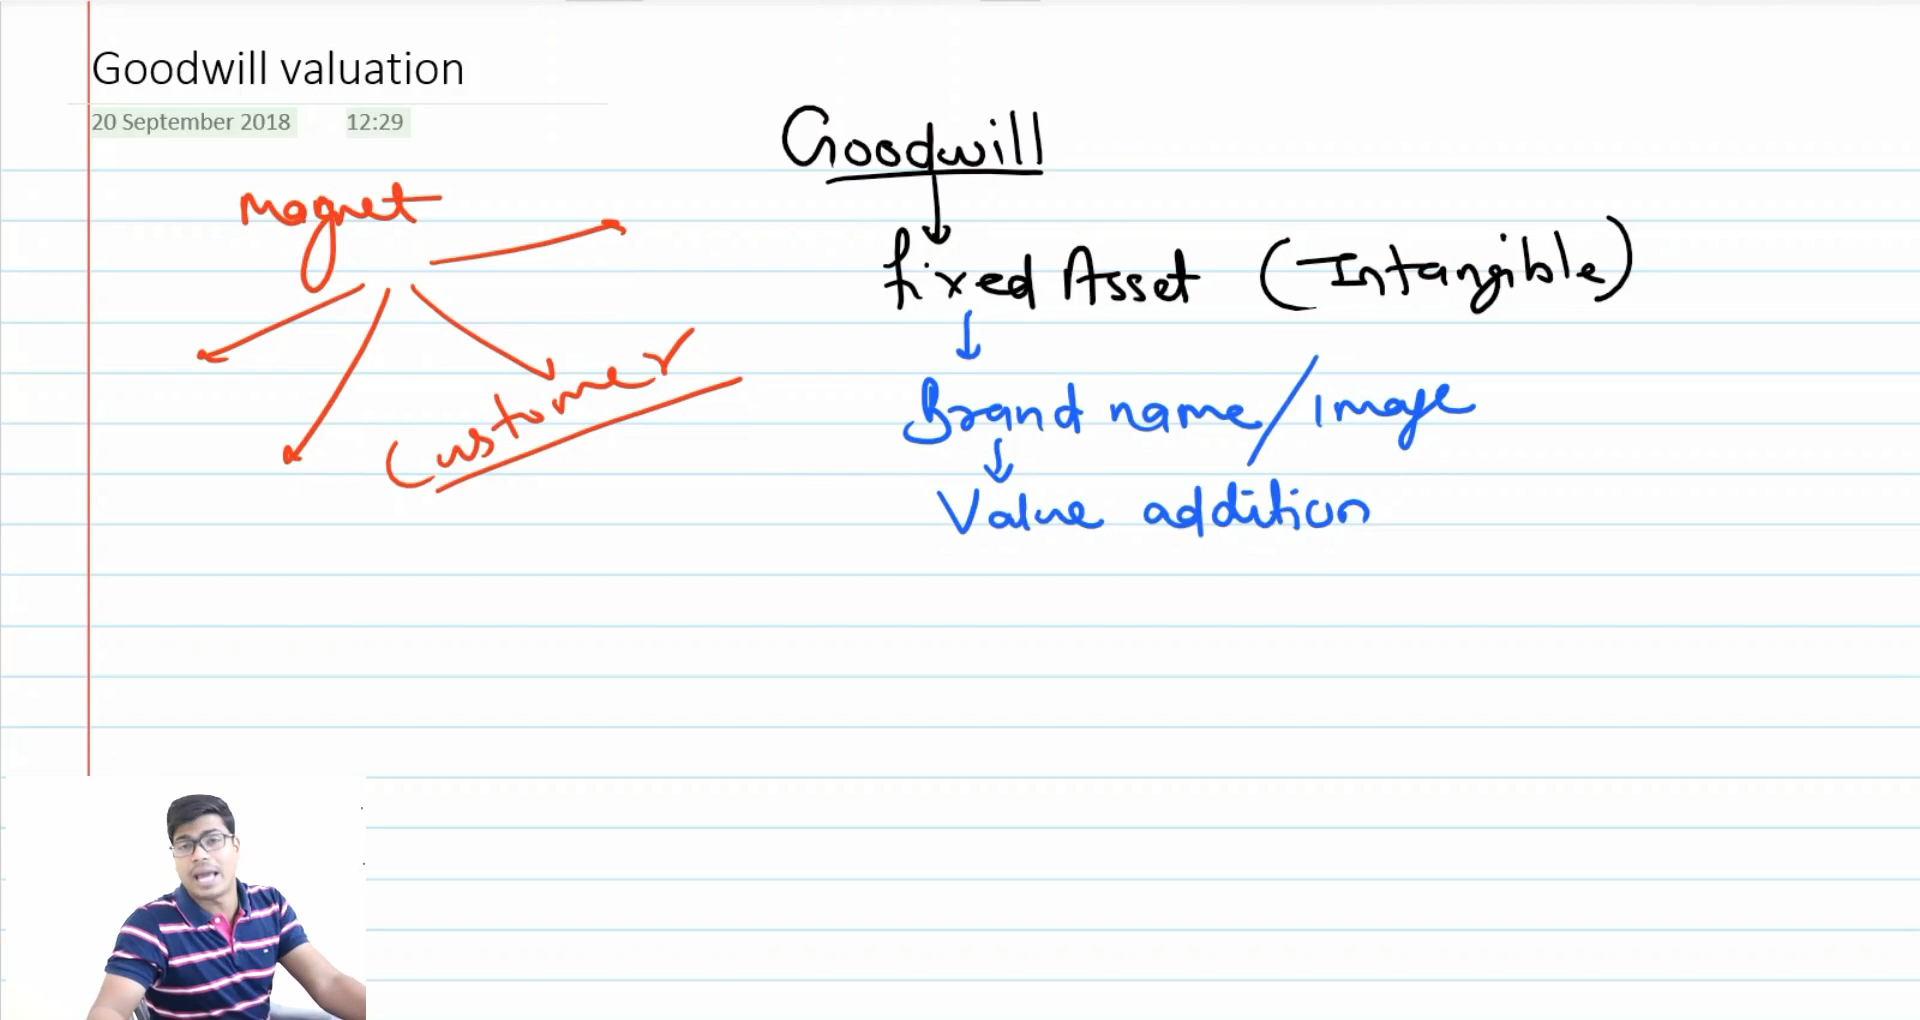 Goodwill valuation
20 September 2018 12:29
Goodwill
Magnet
Fixed Asset (Intangible)
Customer
Brand name/Image
Value addition